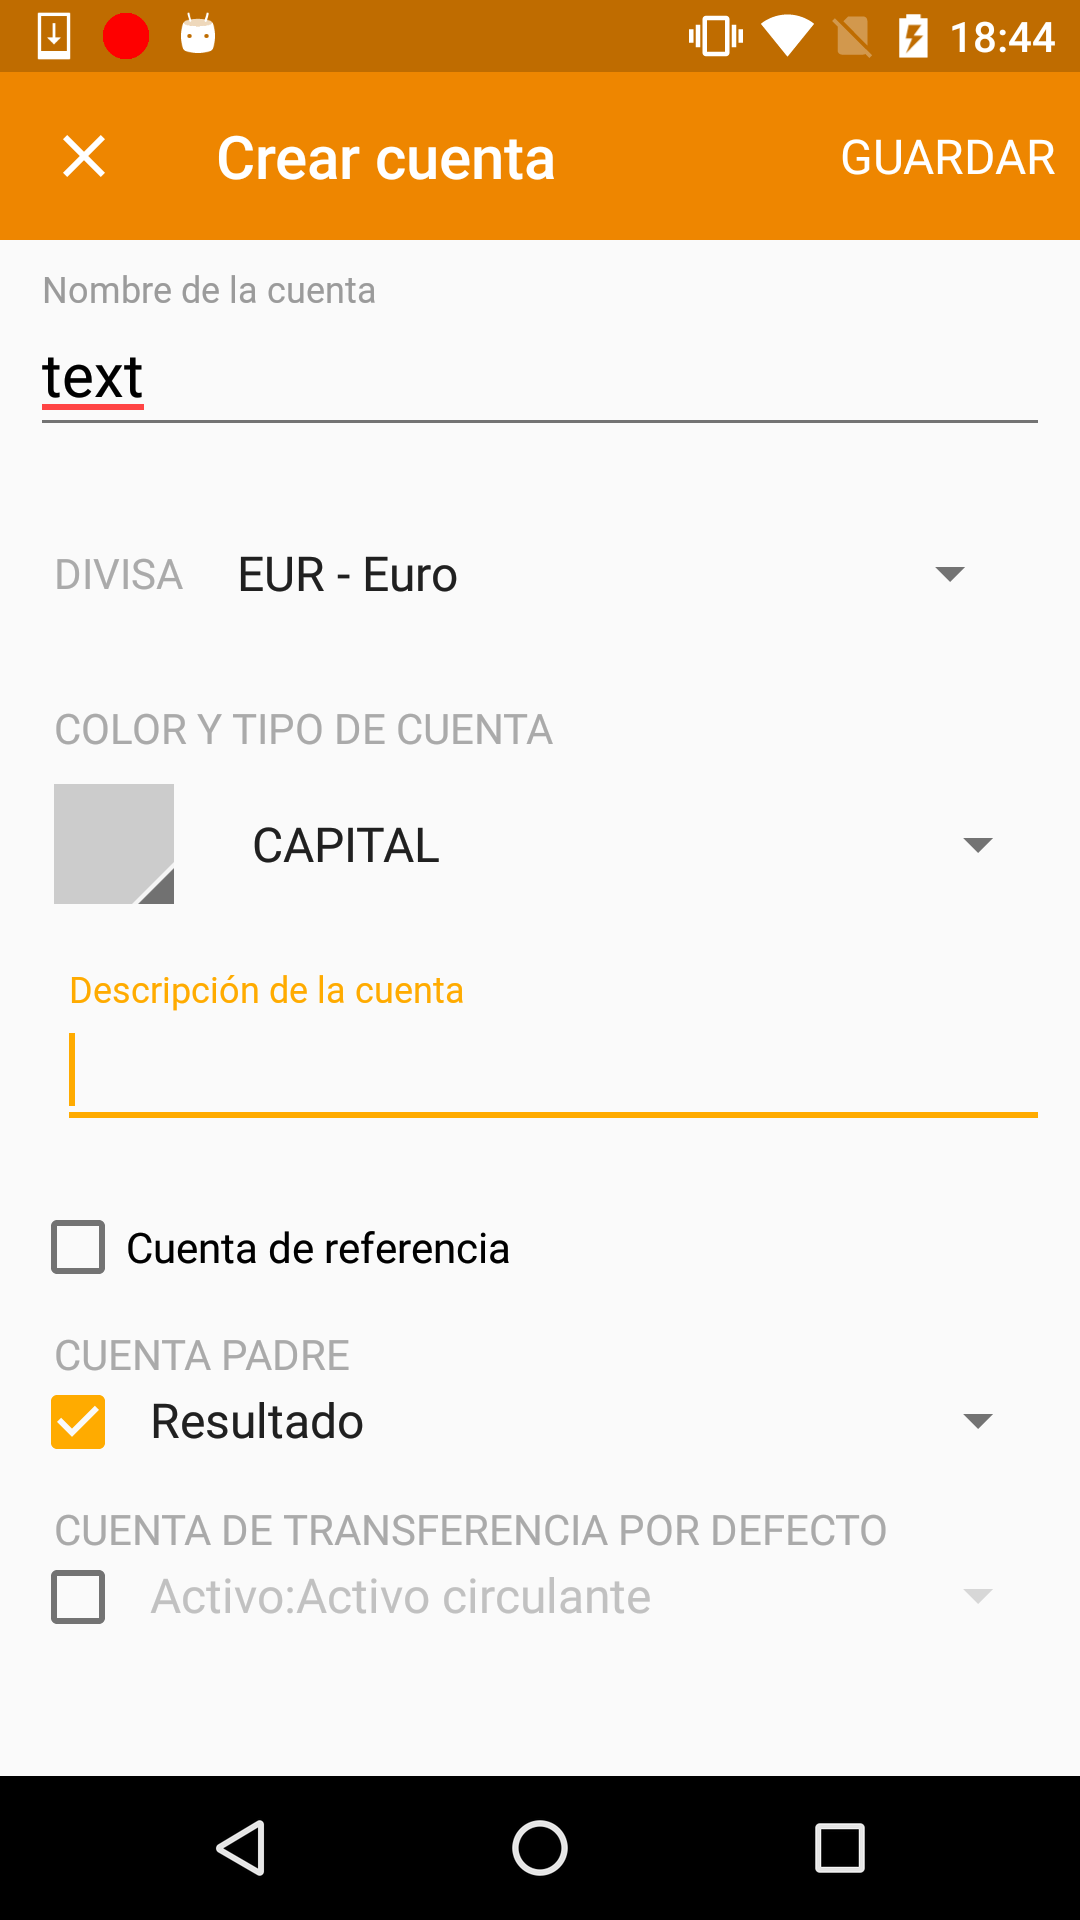 18:44
Crear cuenta
GUARDAR
Nombre de la cuenta
text
DIVISA
EUR - Euro
COLOR Y TIPO DE CUENTA
CAPITAL
Descripción de la cuenta
Cuenta de referencia
CUENTA PADRE
Resultado
CUENTA DE TRANSFERENCIA POR DEFECTO
Activo:Activo circulante